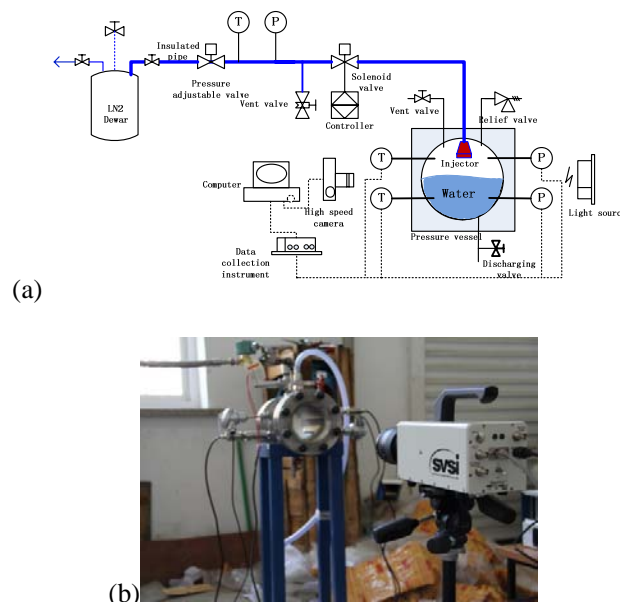 T
P
Insulated
pipe
Solenoid
valve
LN2
Dewar
Pressure
adjustable valve
Vent valve
Controller
Vent valve
Relief valve
T
Injector
P
Computer
T
Water
P
High speed
camera
Light source
Pressure vessel
Data
collection
instrument
Discharging
valve
(a)
svsi
(b)